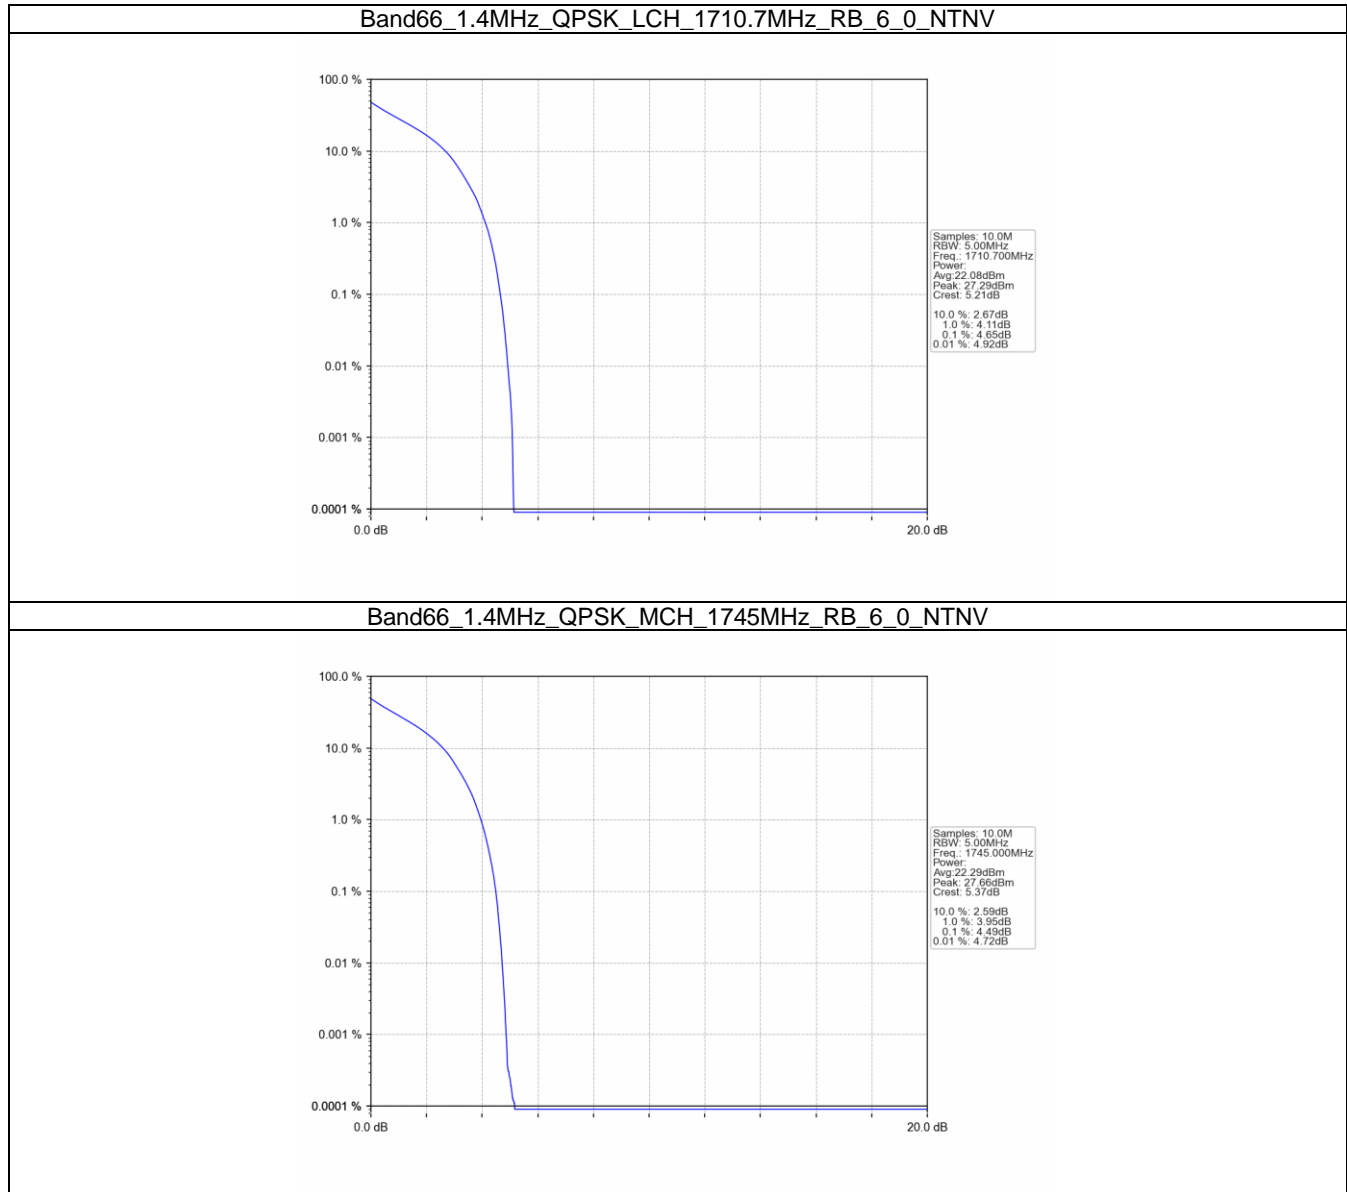 Band66_1.4MHz_QPSK_LCH_1710.7MHz_RB_6_0_NTNV
100.0 %
10.0 %
1.0 %
0.1 %
0.01 %
0.001 %
0.0001 %
0.0 dB
20.0 dB
Samples: 10.0M
RBW: 5.00MHz
Freq.: 1710.700MHz
Power:
Avg:22.08dBm
Peak: 27.29dBm
Crest: 5.21dB
10.0 %: 2.67dB
1.0 %: 4.11dB
0.1 %: 4.65dB
0.01 %: 4.92dB
Band66_1.4MHz_QPSK_MCH_1745MHz_RB_6_0_NTNV
100.0 %
10.0 %
1.0 %
0.1 %
0.01 %
0.001 %
0.0001 %
0.0 dB
20.0 dB
Samples: 10.0M
RBW: 5.00MHz
Freq.: 1745.000MHz
Power:
Avg:22.29dBm
Peak: 27.66dBm
Crest: 5.37dB
10.0 %: 2.59dB
1.0 %: 3.95dB
0.1 %: 4.49dB
0.01 %: 4.72dB